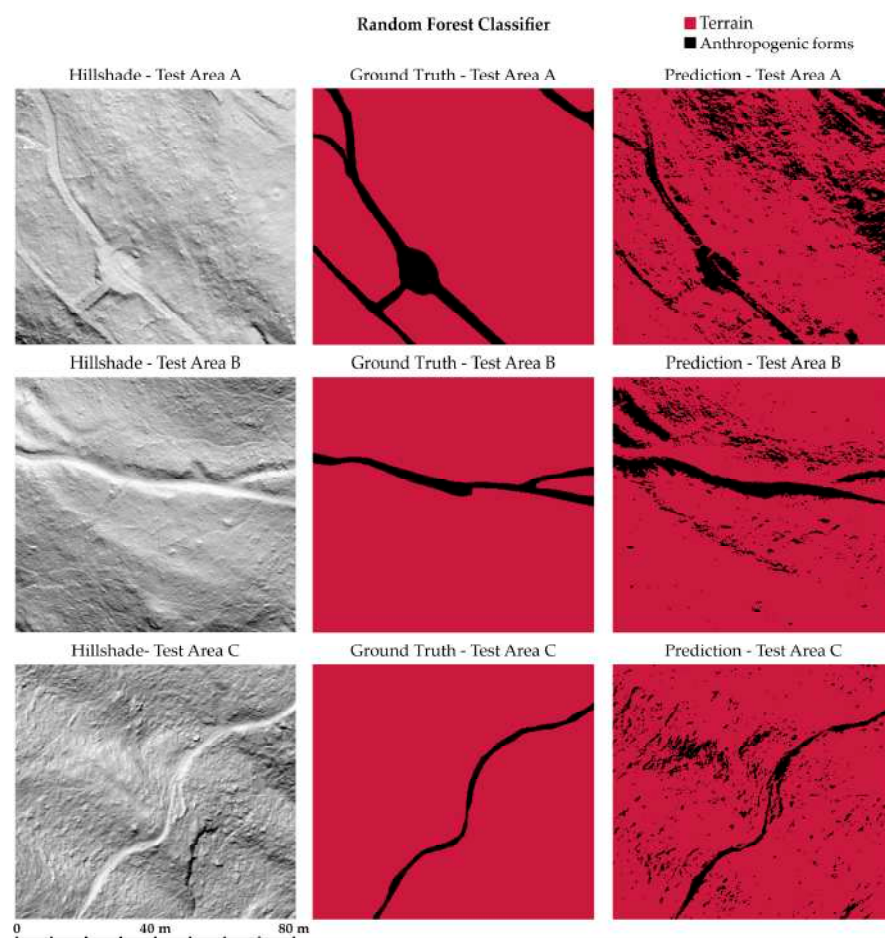 Random Forest Classifier
Terrain
Anthropogenic forms
Hillshade - Test Area A
Ground Truth - Test Area A
Prediction - Test Area A
Hillshade - Test Area B
Ground Truth - Test Area B
Prediction - Test Area B
Hillshade- Test Area C
Ground Truth - Test Area C
Prediction - Test Area C
0 40 m 80 m